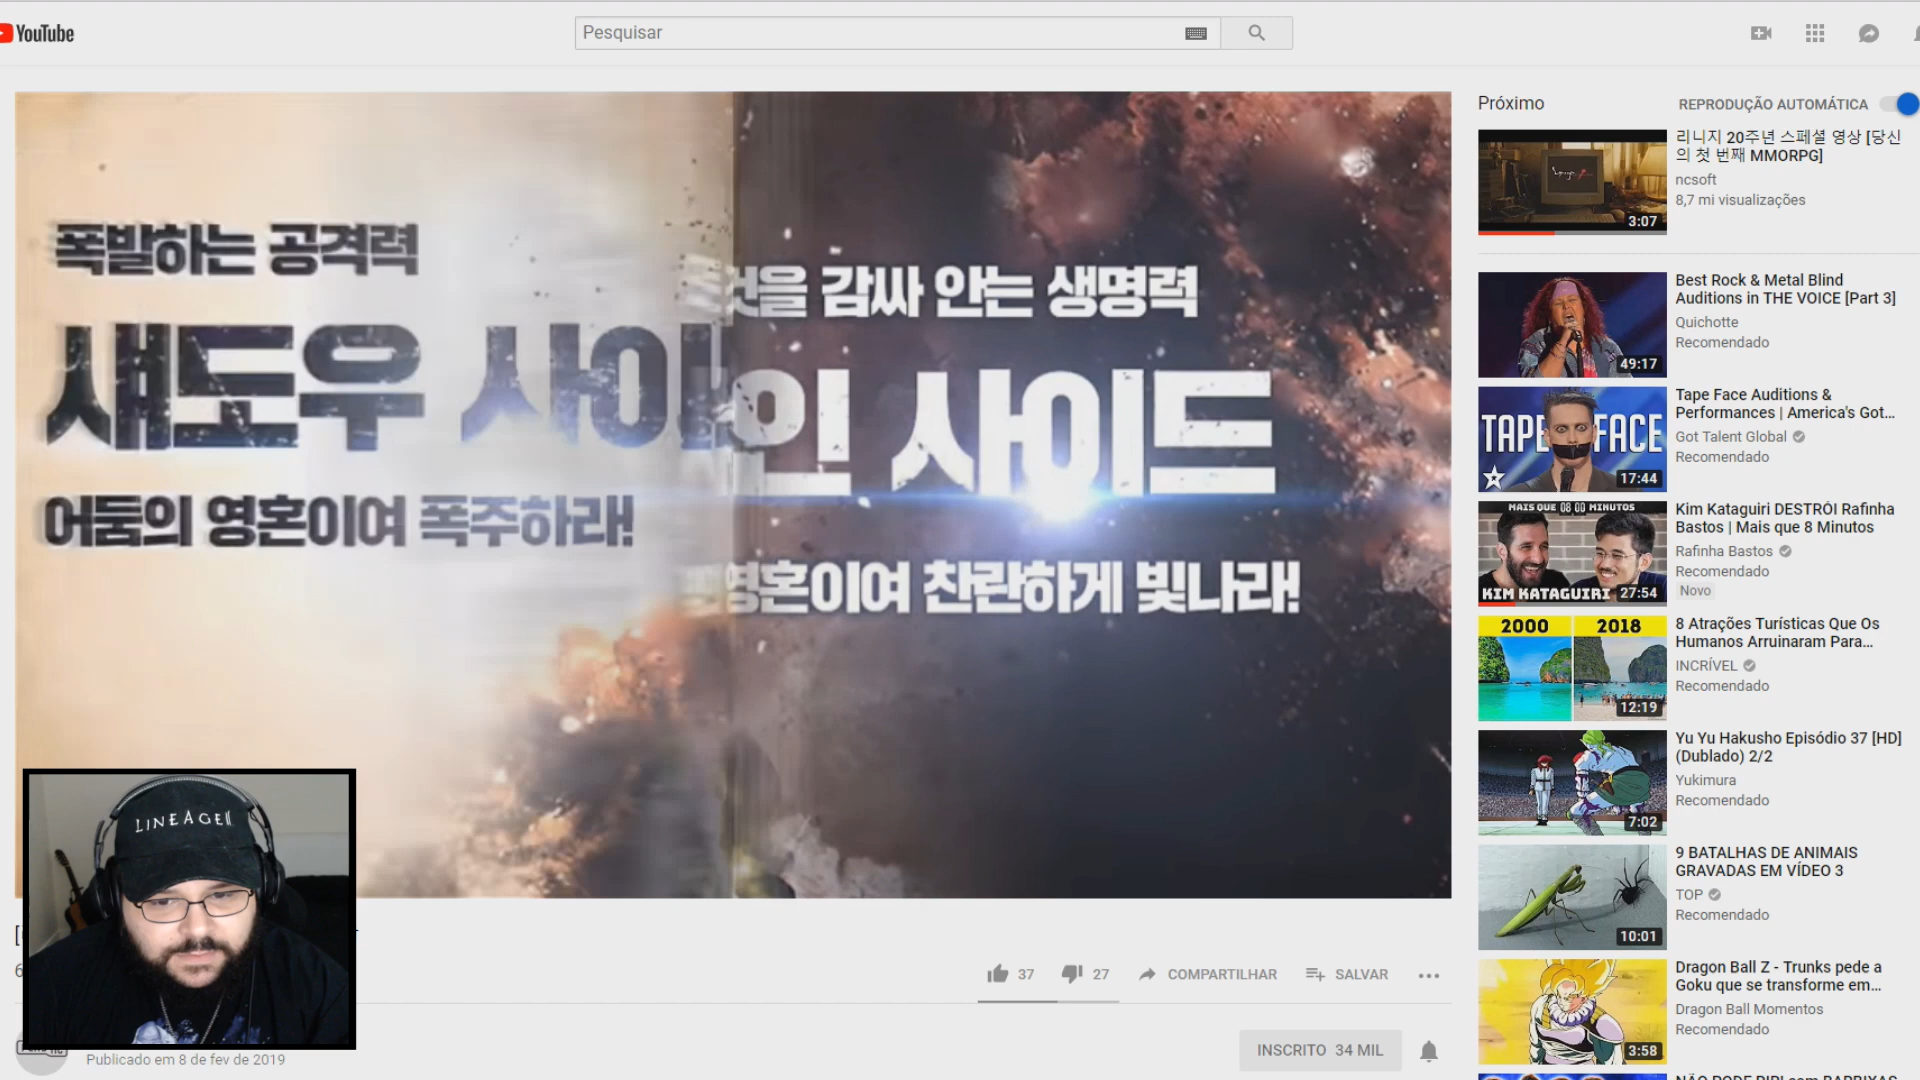 YouTube
Pesquisar
폭발하는 공격력
섀도우
어둠의 영혼이여 폭주하라!
감싸 안는 생명력
사이드
영혼이여 찬란하게 빛나라!
LINEAGE II
37
27
COMPARTILHAR
SALVAR
Publicado em 8 de fev de 2019
INSCRITO 34 MIL
Próximo
REPRODUÇÃO AUTOMÁTICA
리니지 20주년 스페셜 영상 [당신
의 첫 번째 MMORPG]
ncsoft
8,7 mi visualizações
3:07
Best Rock & Metal Blind
Auditions in THE VOICE [Part 3]
Quichotte
Recomendado
49:17
TAPE FACE
Tape Face Auditions &
Performances | America's Got...
Got Talent Global
Recomendado
17:44
MAIS QUE 08 00 MINUTOS
KIM KATAGUIRI
Kim Kataguiri DESTRÓI Rafinha
Bastos | Mais que 8 Minutos
Rafinha Bastos
Recomendado
Novo
27:54
2000 2018
8 Atrações Turísticas Que Os
Humanos Arruinaram Para...
INCRÍVEL
Recomendado
12:19
Yu Yu Hakusho Episódio 37 [HD]
(Dublado) 2/2
Yukimura
Recomendado
7:02
9 BATALHAS DE ANIMAIS
GRAVADAS EM VÍDEO 3
TOP
Recomendado
10:01
Dragon Ball Z - Trunks pede a
Goku que se transforme em...
Dragon Ball Momentos
Recomendado
3:58